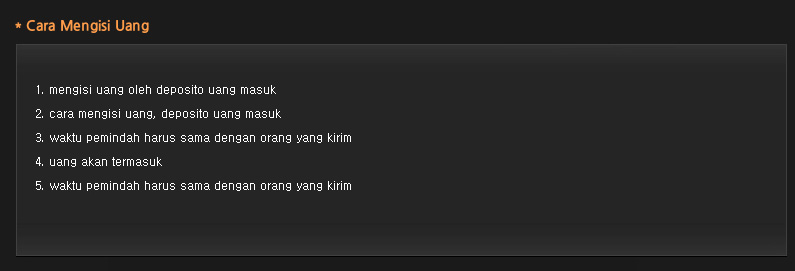 * Cara Mengisi Uang
1. mengisi uang oleh deposito uang masuk
2. cara mengisi uang, deposito uang masuk
3. waktu pemindah harus sama dengan orang yang kirim
4. uang akan termasuk
5. waktu pemindah harus sama dengan orang yang kirim